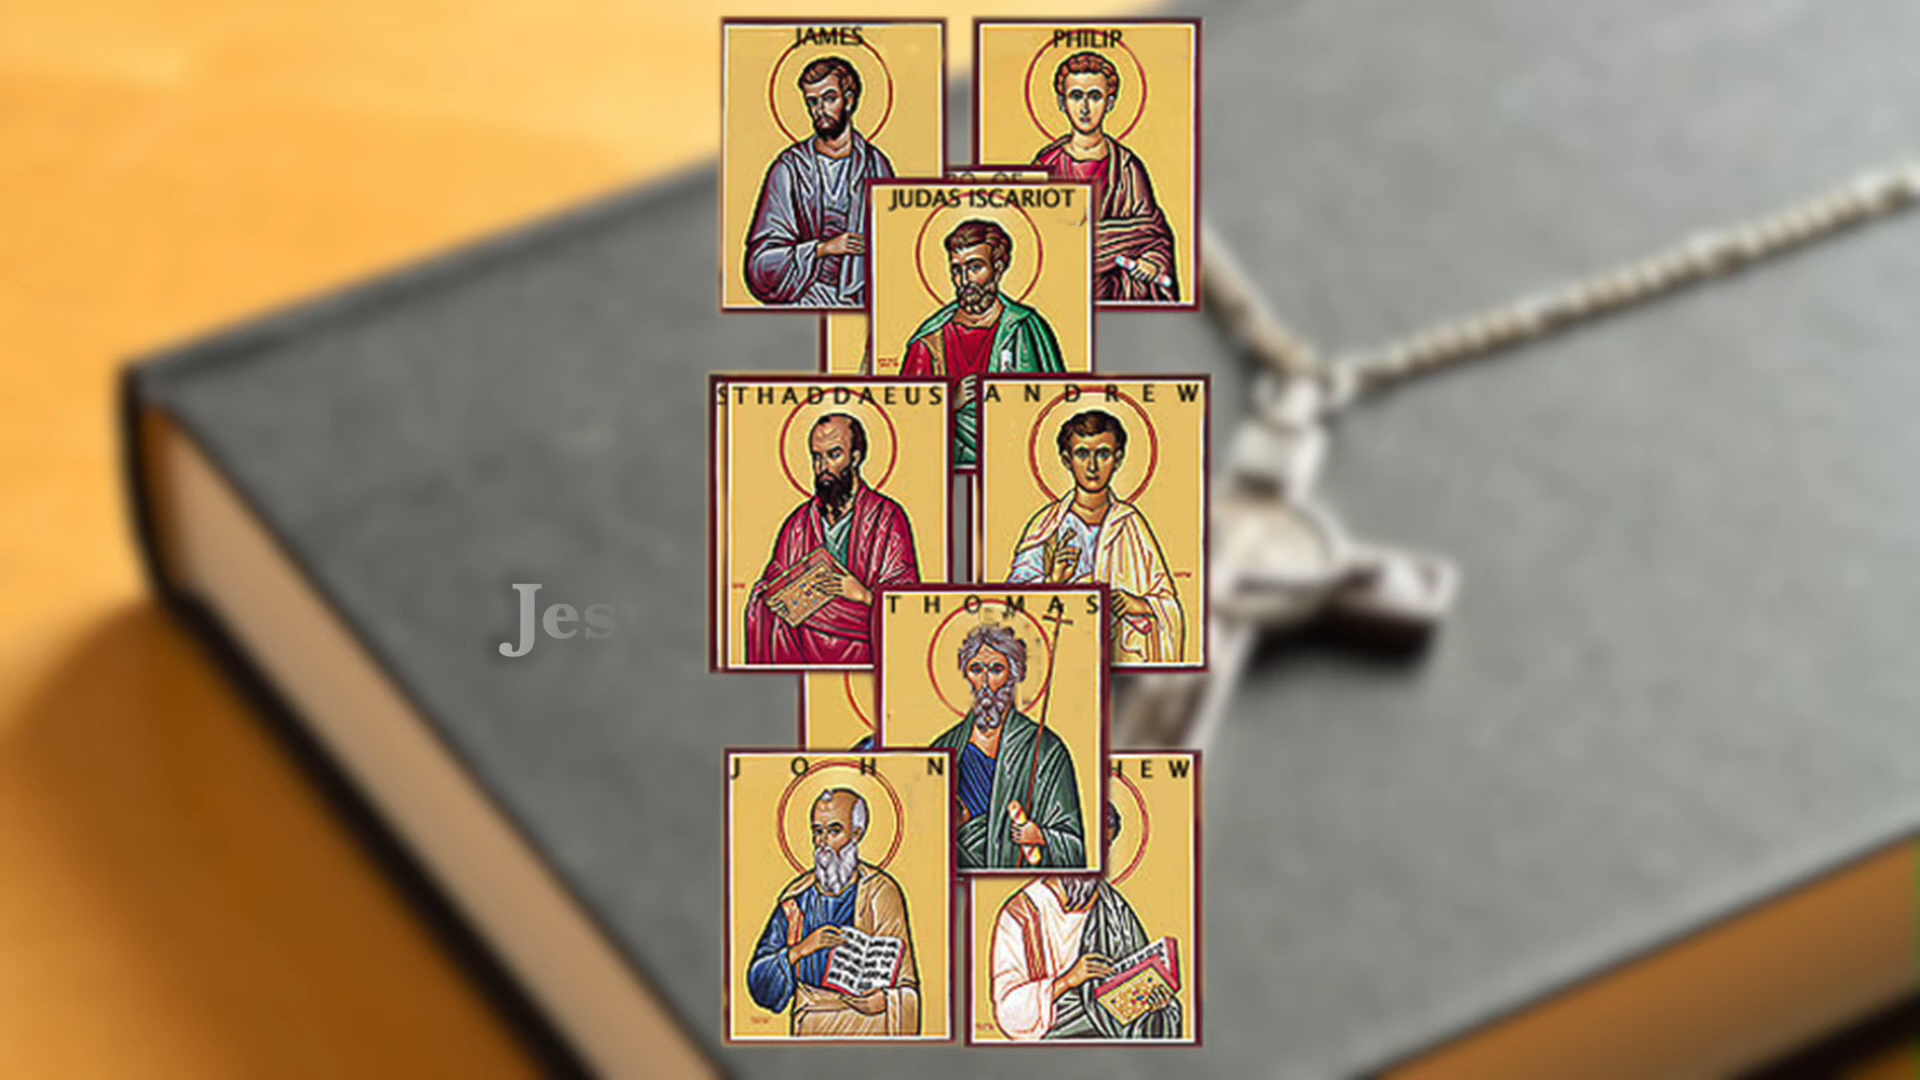 JAMES
PHILIP
JUDAS ISCARIOT
THADDAEUS
ANDREW
THOMAS
Jes
JOHN
HEW